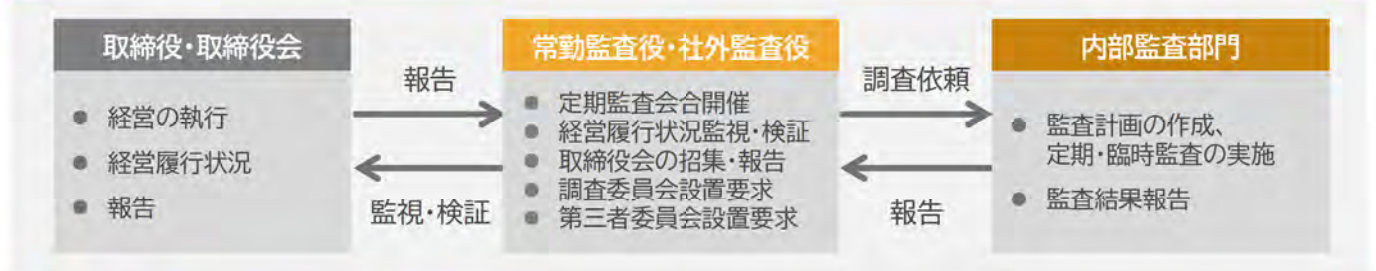 取締役・取締役会
● 経営の執行
● 経営履行状況
● 報告
報告
監視・検証
常勤監査役・社外監査役
● 定期監査会合開催
● 経営履行状況監視・検証
● 取締役会の招集・報告
● 調査委員会設置要求
● 第三者委員会設置要求
調査依頼
報告
内部監査部門
● 監査計画の作成、
定期・臨時監査の実施
● 監査結果報告